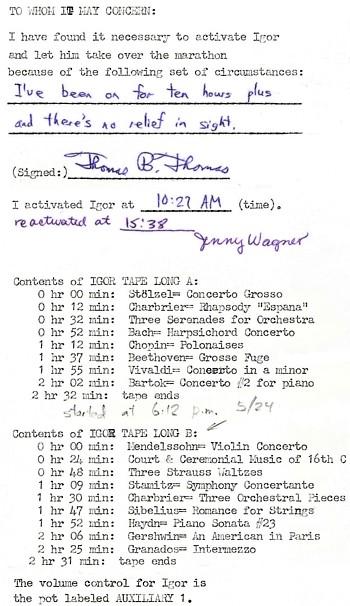 TO WHOM IT MAY CONCERN:
I have found it necessary to activate Igor
and let him take over the marathon
because of the following set of circumstances:
I've been on for ten hours plus
and there's no relief in sight.
(Signed:) Thomas B. Thomas
I activated Igor at 10:27 AM (time).
reactivated at 15:38
Jenny Wagner
Contents of IGOR TAPE LONG A:
0 hr 00 min: Stölzel= Concerto Grosso
0 hr 12 min: Charbrier= Rhapsody "Espana"
0 hr 32 min: Three Serenades for Orchestra
0 hr 52 min: Bach= Harpsichord Concerto
1 hr 12 min: Chopin= Polonaises
1 hr 37 min: Beethoven= Grosse Fuge
1 hr 55 min: Vivaldi= Concerto in a minor
2 hr 02 min: Bartok= Concerto #2 for piano
2 hr 32 min: tape ends
started at 6:12 p.m. 5/24
Contents of IGOR TAPE LONG B:
0 hr 00 min: Mendelssohn= Violin Concerto
0 hr 24 min: Court & Ceremonial Music of 16th C
0 hr 48 min: Three Strauss Waltzes
1 hr 09 min: Stamitz= Symphony Concertante
1 hr 30 min: Charbrier= Three Orchestral Pieces
1 hr 47 min: Sibelius= Romance for Strings
1 hr 52 min: Haydn= Piano Sonata #23
2 hr 06 min: Gershwin= An American in Paris
2 hr 25 min: Granados= Intermezzo
2 hr 31 min: tape ends
The volume control for Igor is
the pot labeled AUXILIARY 1.